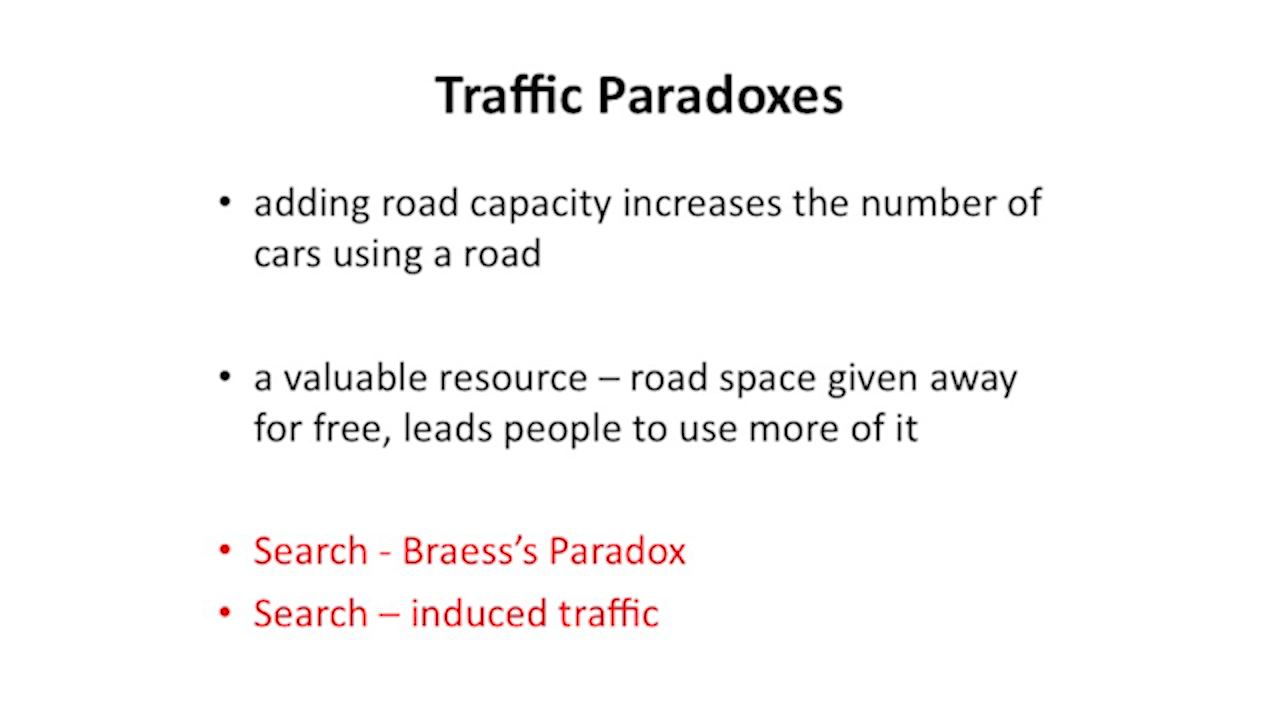 Traffic Paradoxes
• adding road capacity increases the number of
cars using a road
• a valuable resource – road space given away
for free, leads people to use more of it
• Search - Braess’s Paradox
• Search – induced traffic